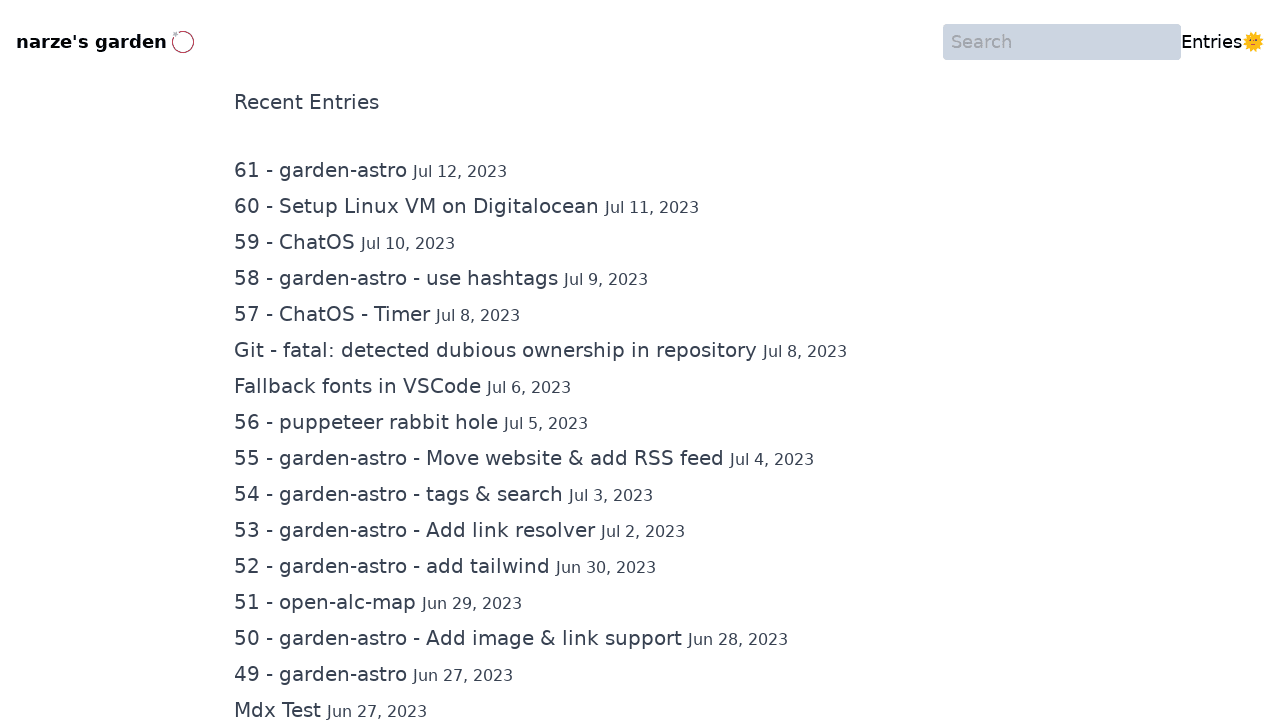 narze's garden
Search
Entries🌞
Recent Entries
61 - garden-astro Jul 12, 2023
60 - Setup Linux VM on Digitalocean Jul 11, 2023
59 - ChatOS Jul 10, 2023
58 - garden-astro - use hashtags Jul 9, 2023
57 - ChatOS - Timer Jul 8, 2023
Git - fatal: detected dubious ownership in repository Jul 8, 2023
Fallback fonts in VSCode Jul 6, 2023
56 - puppeteer rabbit hole Jul 5, 2023
55 - garden-astro - Move website & add RSS feed Jul 4, 2023
54 - garden-astro - tags & search Jul 3, 2023
53 - garden-astro - Add link resolver Jul 2, 2023
52 - garden-astro - add tailwind Jun 30, 2023
51 - open-alc-map Jun 29, 2023
50 - garden-astro - Add image & link support Jun 28, 2023
49 - garden-astro Jun 27, 2023
Mdx Test Jun 27, 2023